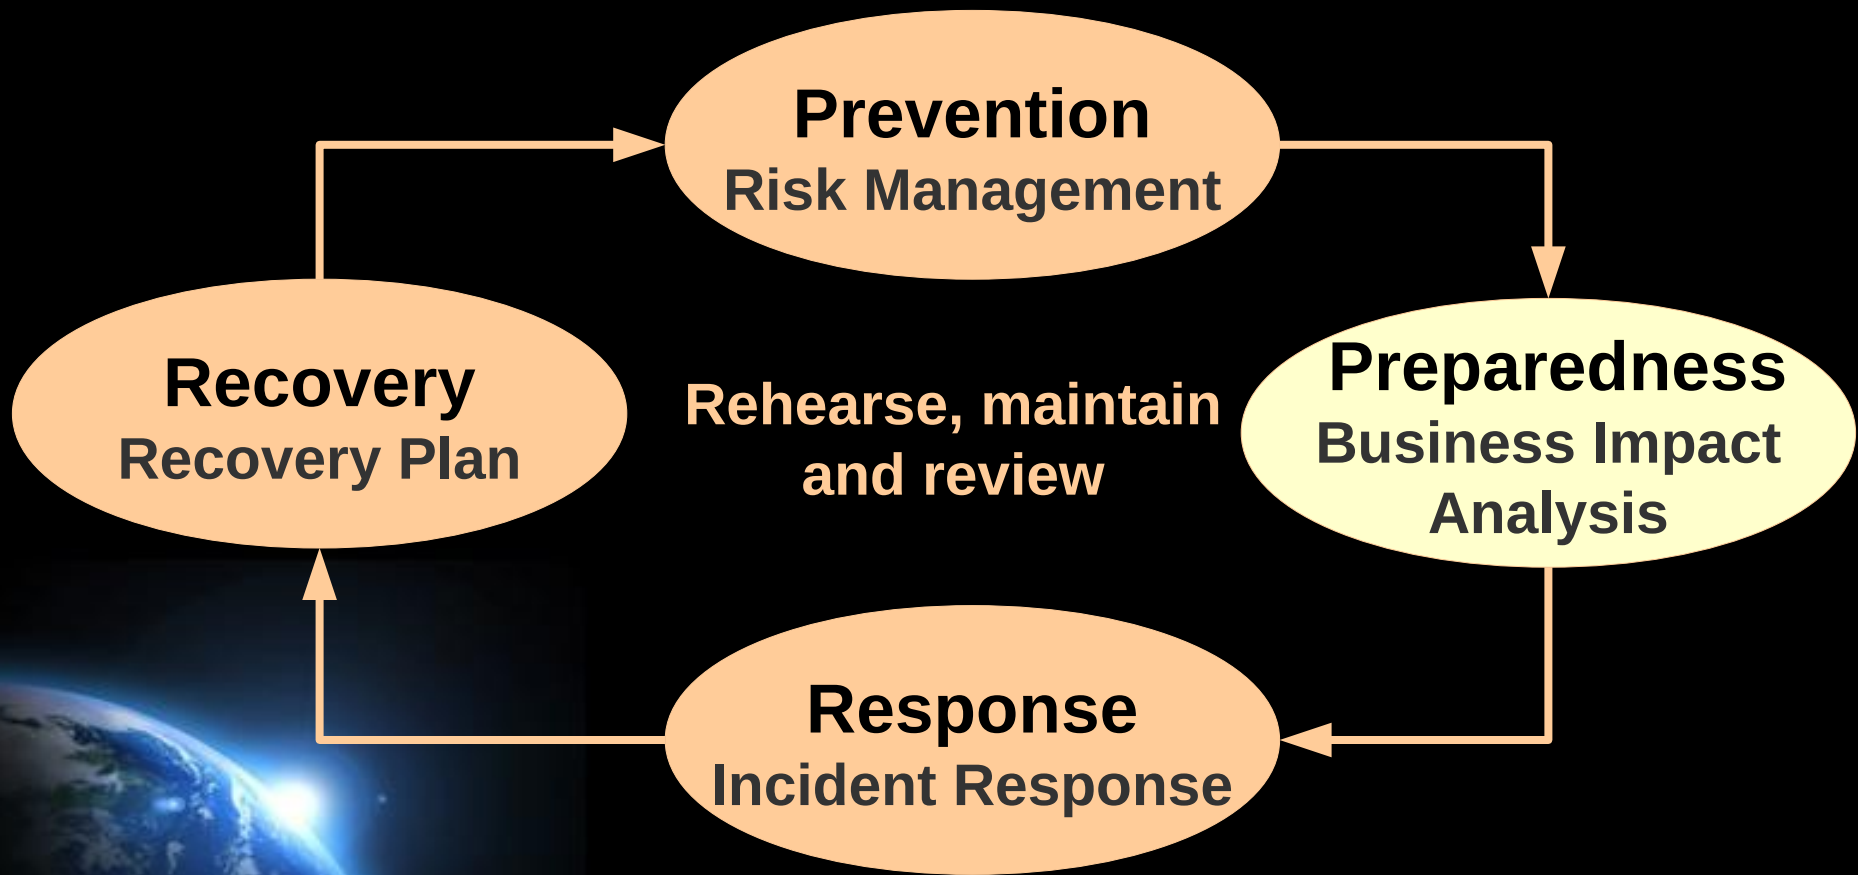 Prevention
Risk Management
Preparedness
Business Impact
Analysis
Response
Incident Response
Recovery
Recovery Plan
Rehearse, maintain
and review